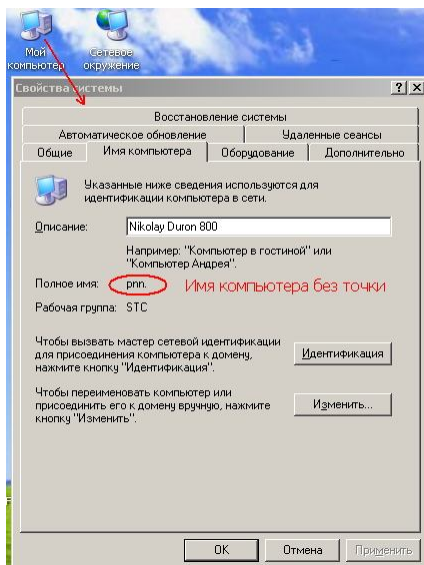 Мой
компьютер
Сетевое
окружение
Свойства системы
Восстановление системы
Автоматическое обновление
Удаленные сеансы
Общие
Имя компьютера
Оборудование
Дополнительно
Указанные ниже сведения используются для
идентификации компьютера в сети.
Описание:
Nikolay Duron 800
Например: "Компьютер в гостиной" или
"Компьютер Андрея".
Полное имя:
pnn.
Имя компьютера без точки
Рабочая группа:
STC
Чтобы вызвать мастер сетевой идентификации
для присоединения компьютера к домену,
нажмите кнопку "Идентификация".
Идентификация
Чтобы переименовать компьютер или
присоединить его к домену вручную, нажмите
кнопку "Изменить".
Изменить...
OK
Отмена
Применить